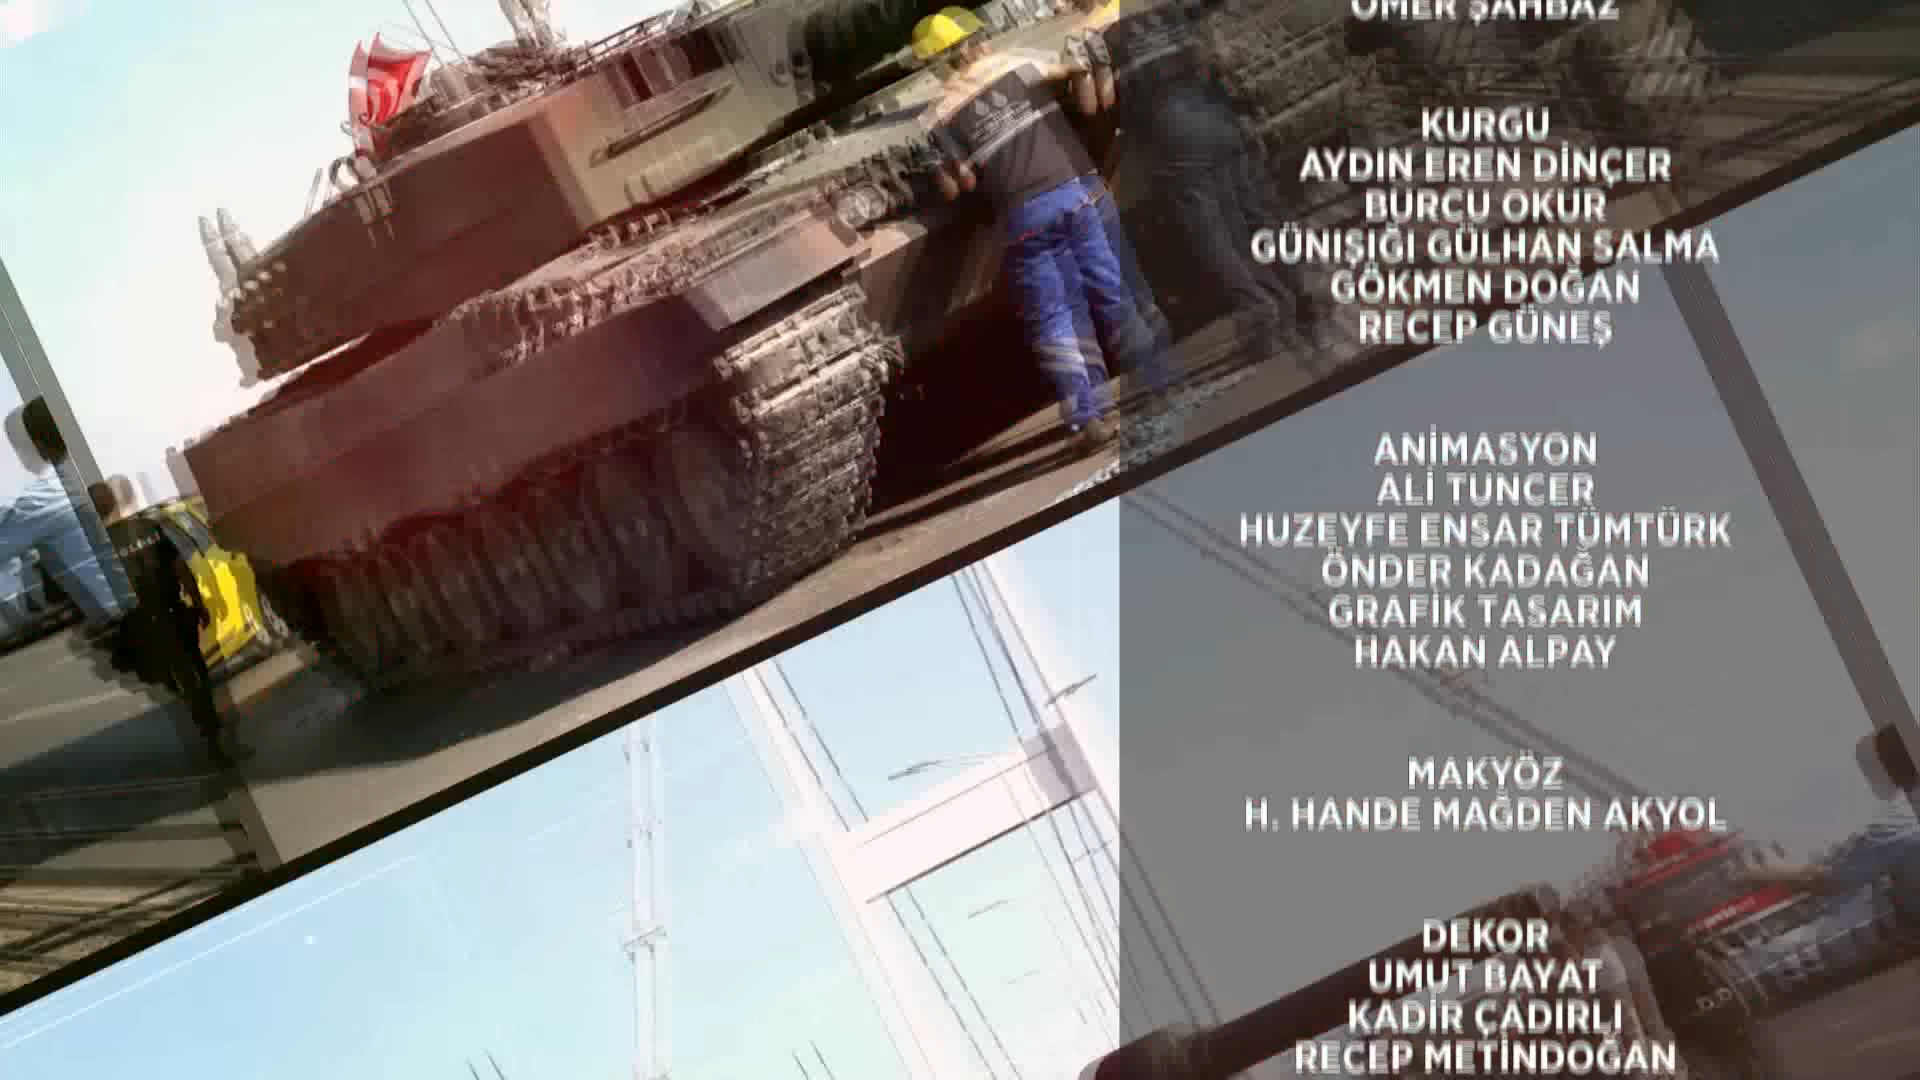 ÖMER ŞAHBAZ
KURGU
AYDIN EREN DİNÇER
BURCU OKUR
GÜNIŞIĞI GÜLHAN SALMA
GÖKMEN DOĞAN
RECEP GÜNEŞ
ANİMASYON
ALİ TUNCER
HUZEYFE ENSAR TÜMTÜRK
ÖNDER KADAĞAN
GRAFİK TASARIM
HAKAN ALPAY
MAKYÖZ
H. HANDE MAĞDEN AKYOL
DEKOR
UMUT BAYAT
KADİR ÇADIRLI
RECEP METİNDOĞAN